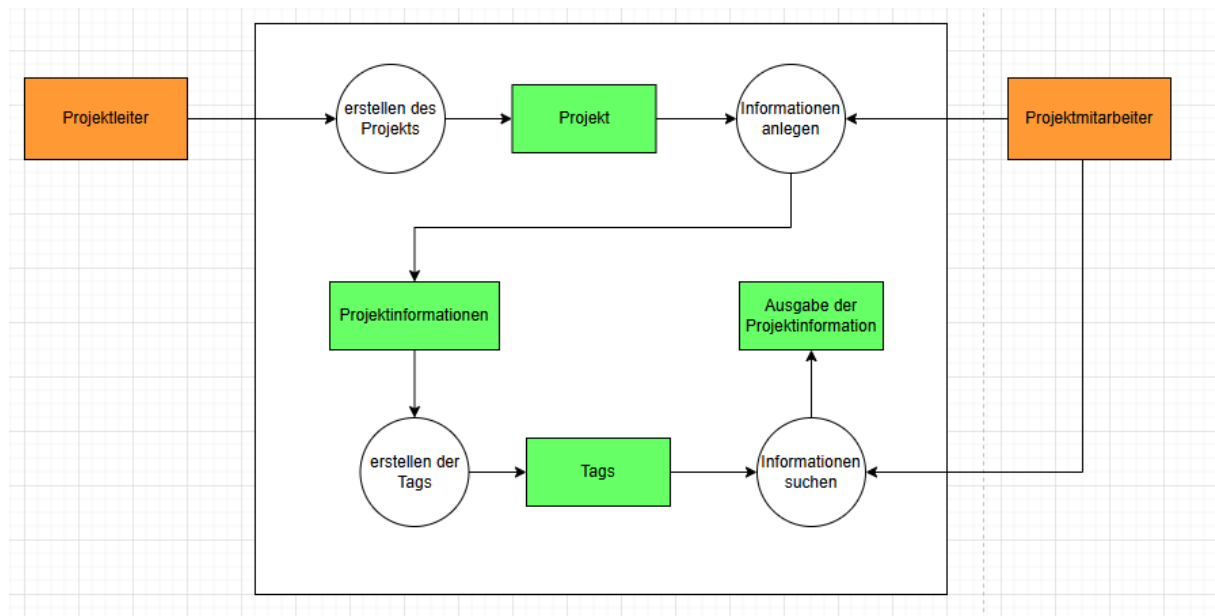 Projektleiter
erstellen des
Projekts
Projekt
Informationen
anlegen
Projektmitarbeiter
Projektinformationen
Ausgabe der
Projektinformation
erstellen der
Tags
Tags
Informationen
suchen